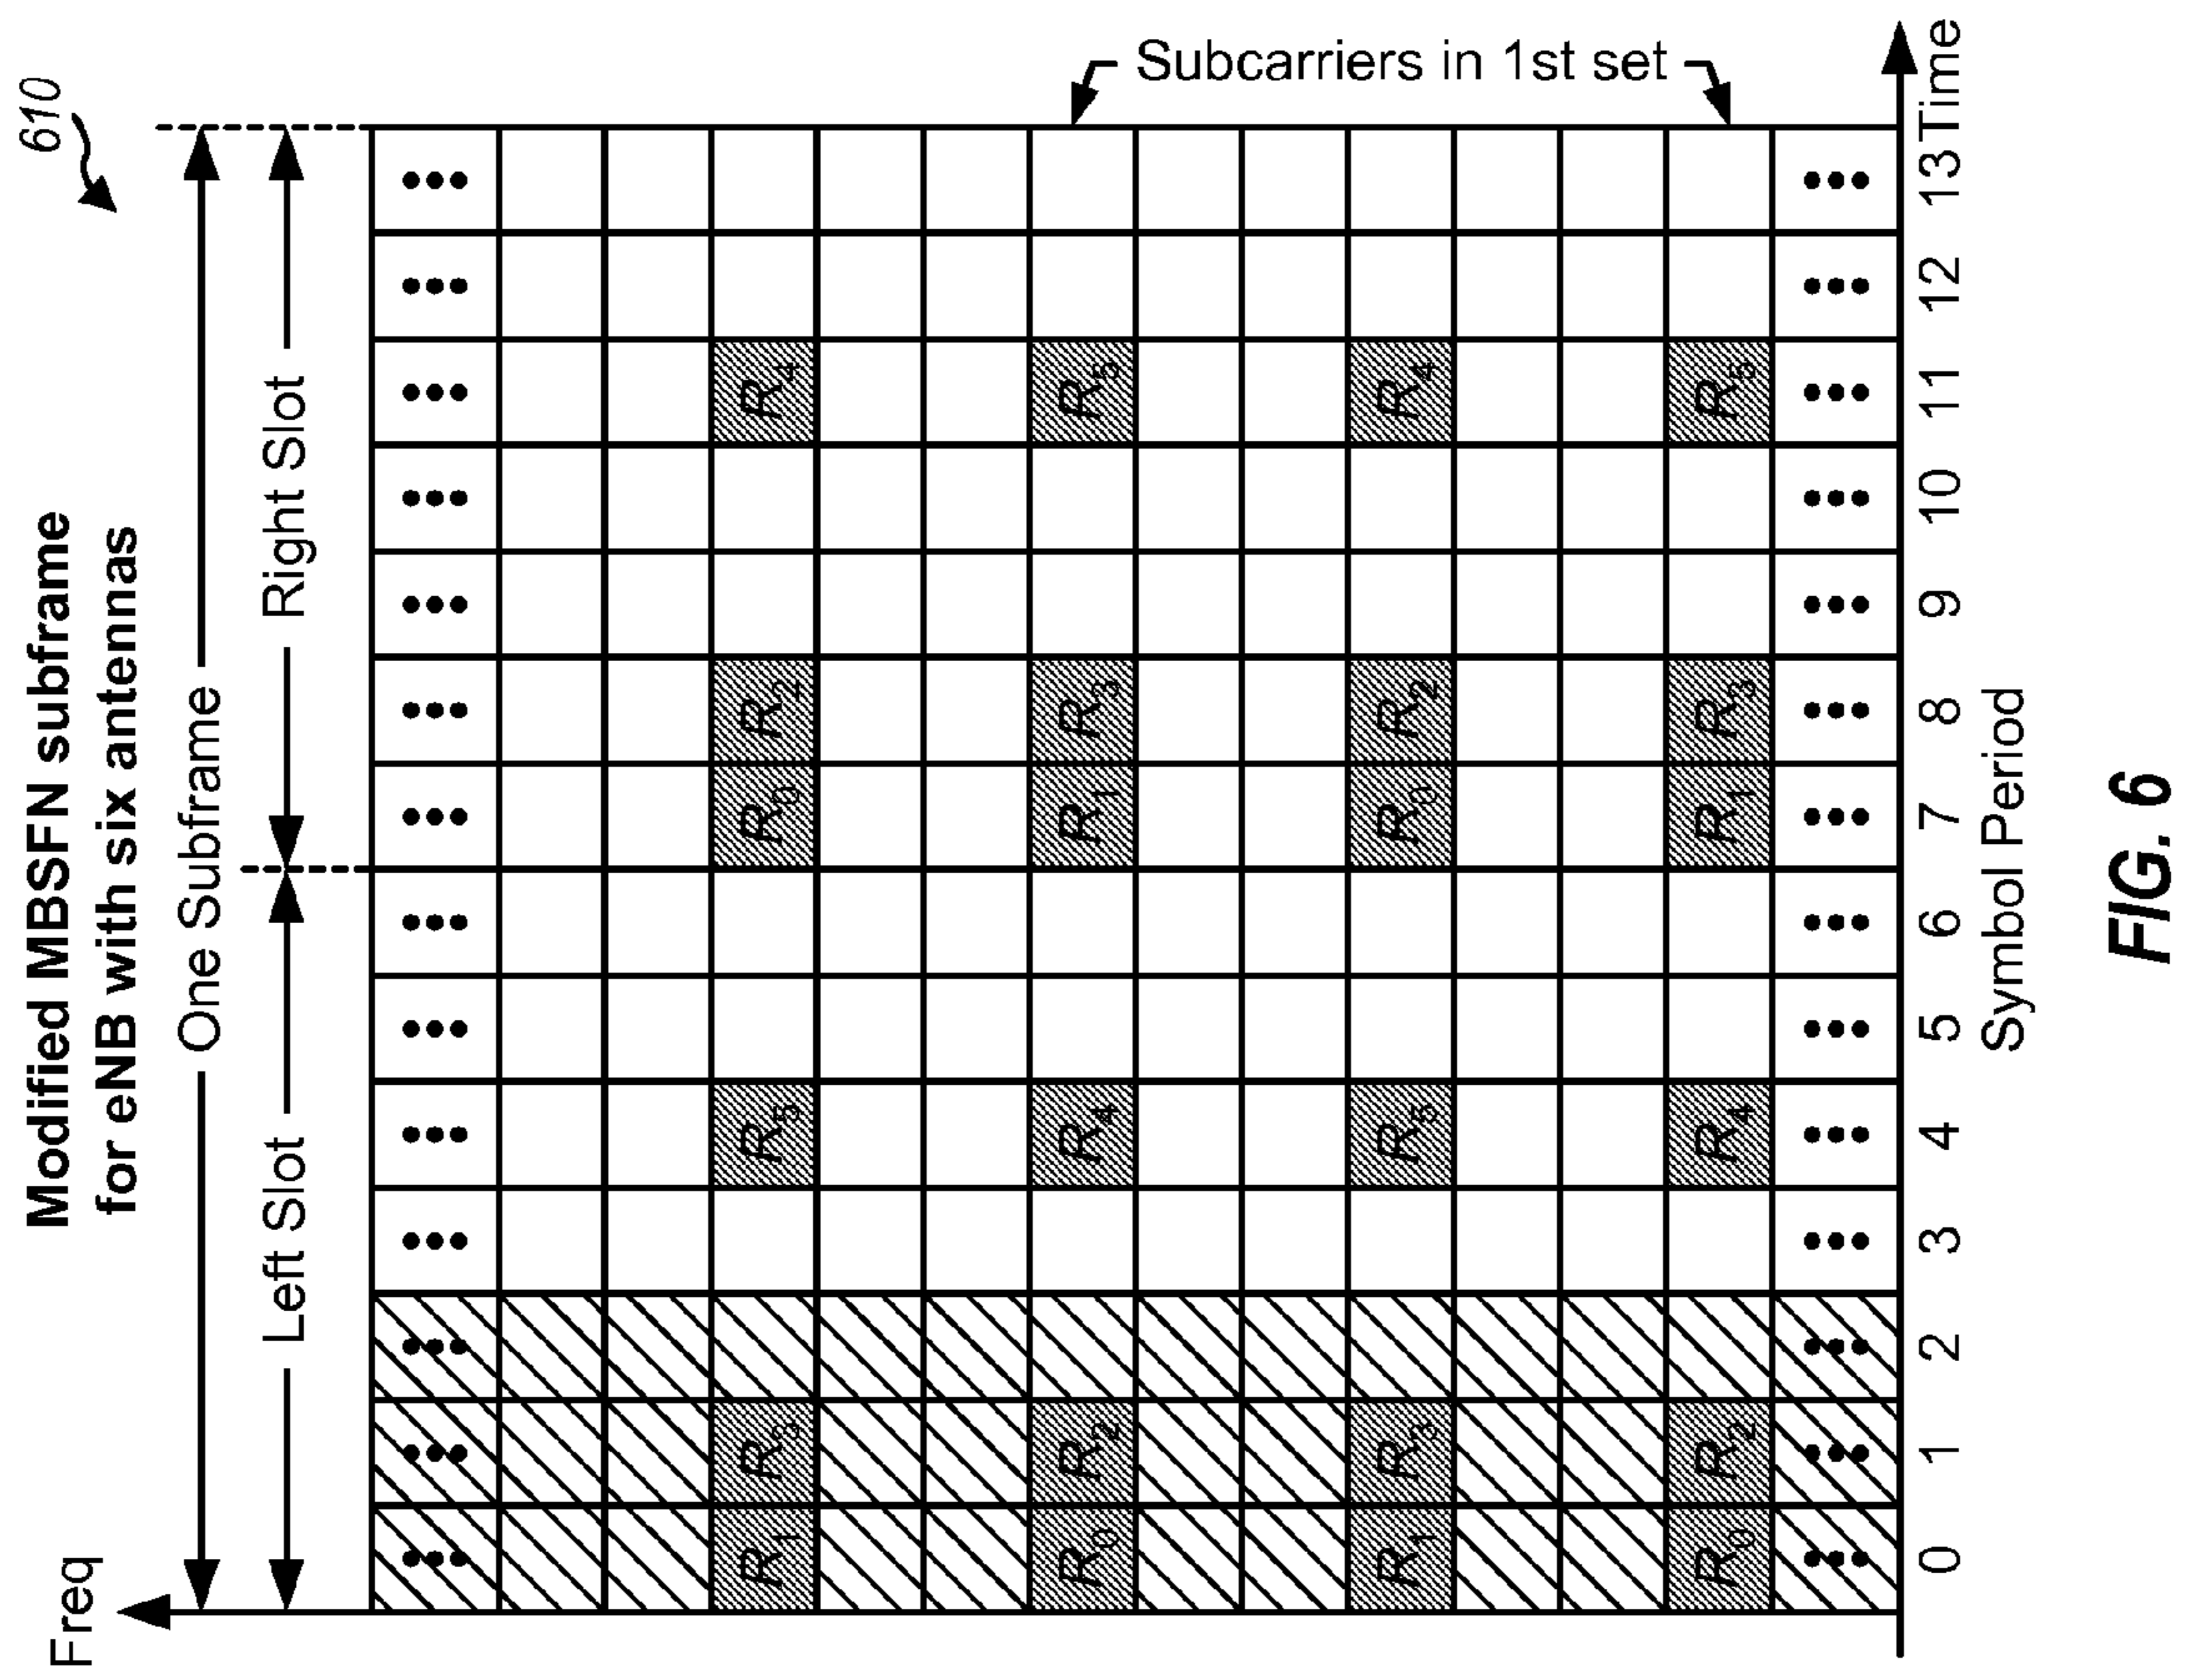 Modified MBSFN subframe
for eNB with six antennas
610
Freq
One Subframe
Left Slot
Right Slot
R1 R3 R5 R0 R2 R4
R0 R2 R4 R1 R3 R5
R1 R3 R5 R0 R2 R4
R0 R2 R4 R1 R3 R5
Subcarriers in 1st set
0 1 2 3 4 5 6 7 8 9 10 11 12 13 Time
Symbol Period
FIG. 6